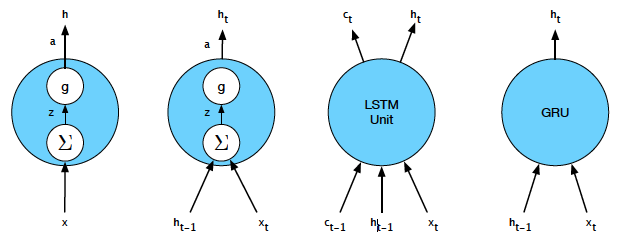 h
h_t
c_t
h_t
h_t
a
a
g
g
z
z
LSTM
Unit
GRU
Σ
Σ
x
h_t-1
x_t
c_t-1
h_t-1
x_t
h_t-1
x_t